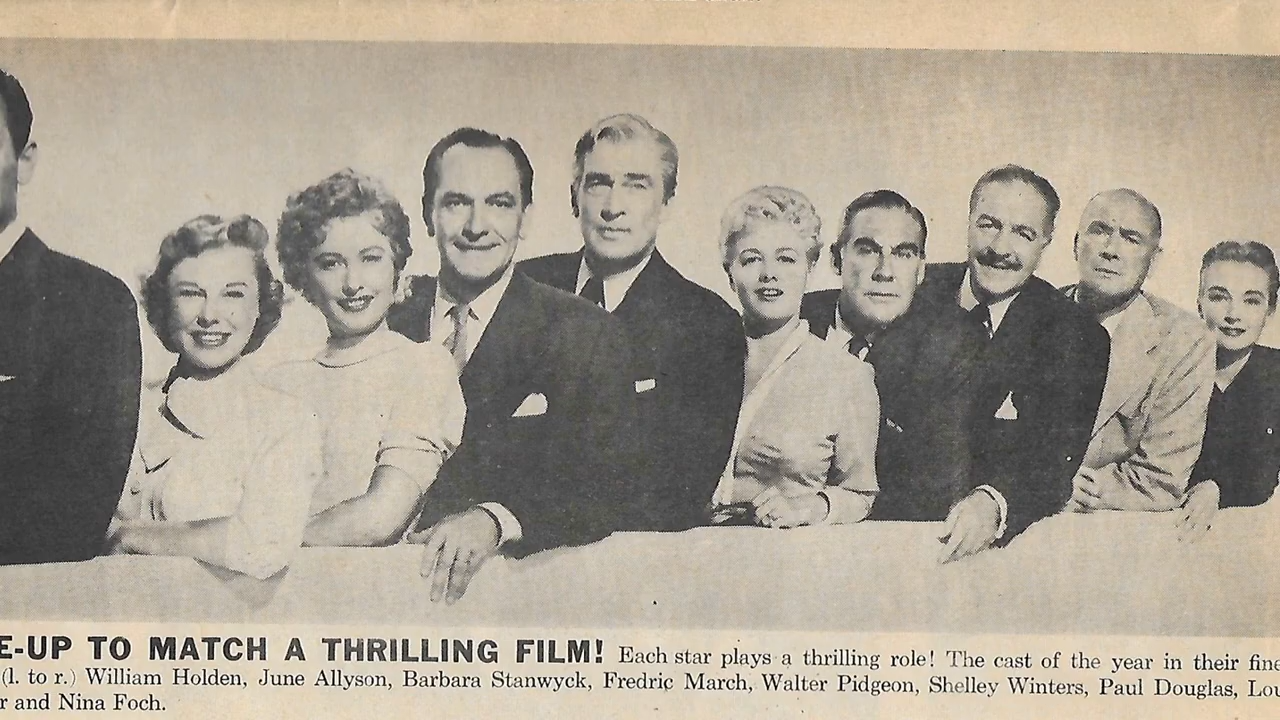 E-UP TO MATCH A THRILLING FILM! Each star plays a thrilling role! The cast of the year in their fine
(l. to r.) William Holden, June Allyson, Barbara Stanwyck, Fredric March, Walter Pidgeon, Shelley Winters, Paul Douglas, Lou
r and Nina Foch.